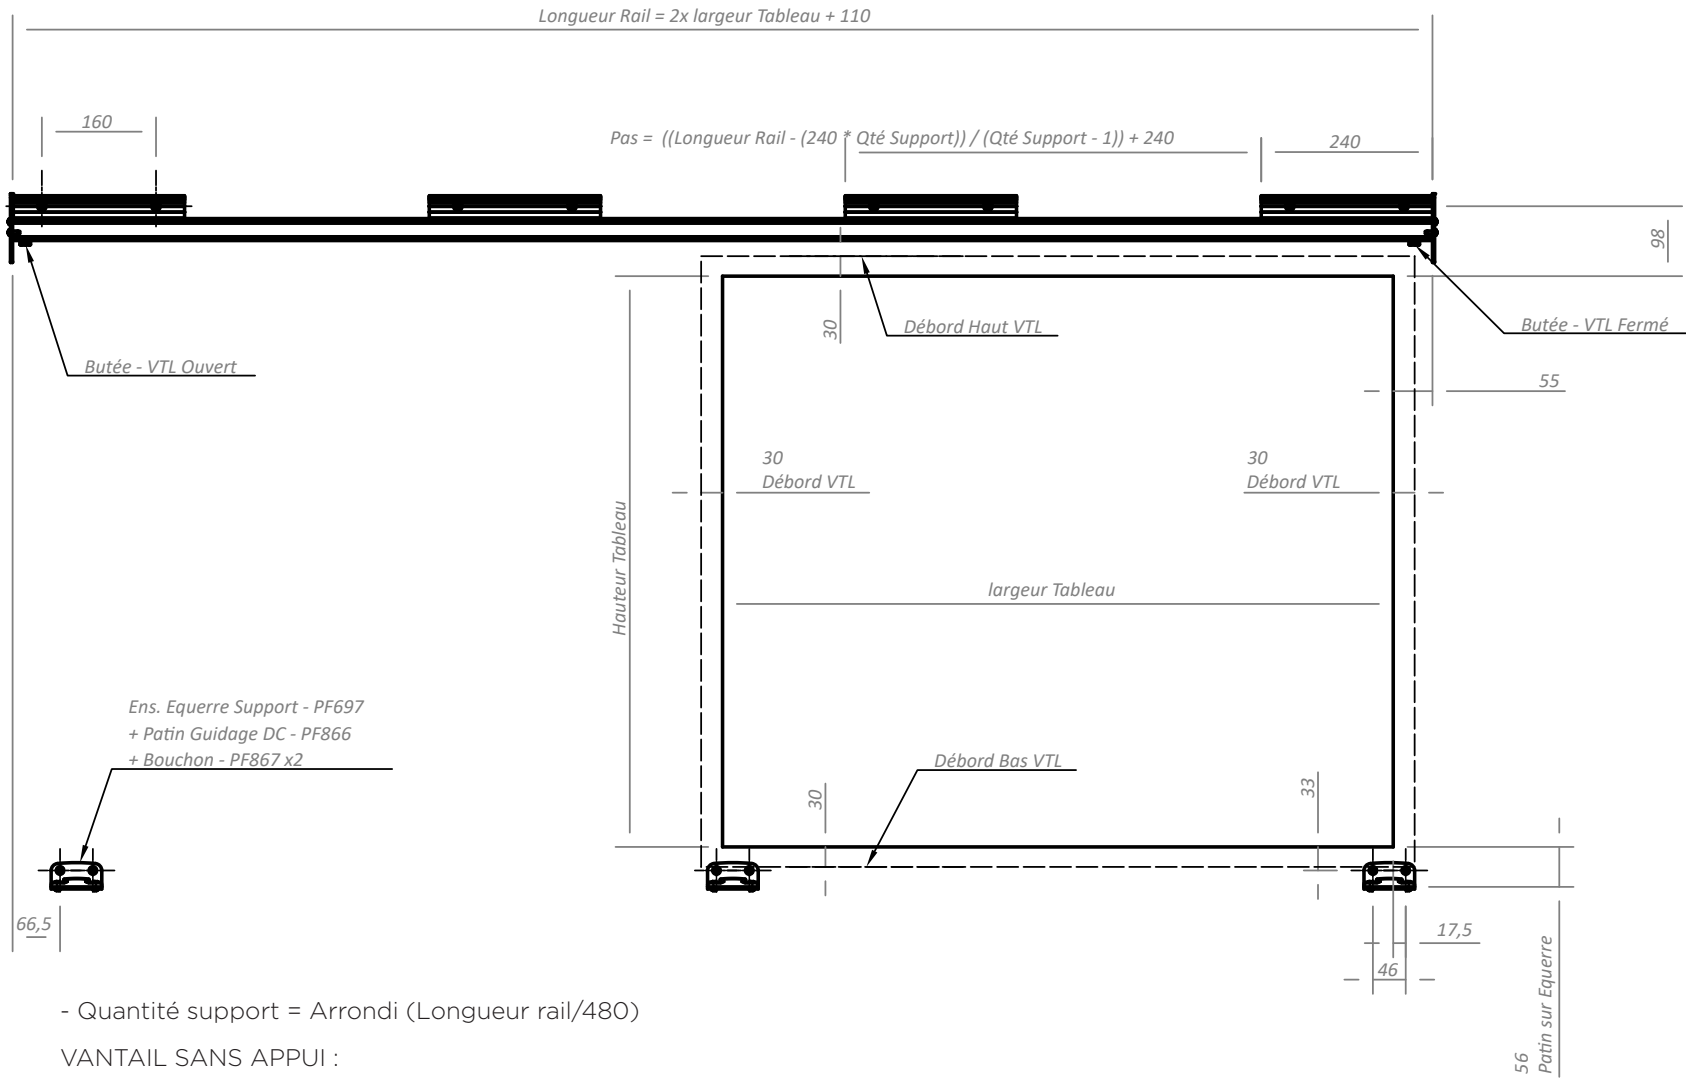 Longueur Rail = 2x largeur Tableau + 110
160
Pas =  ((Longueur Rail - (240 * Qté Support)) / (Qté Support - 1)) + 240
240
98
30
Débord Haut VTL
Butée - VTL Fermé
Butée - VTL Ouvert
55
30
Débord VTL
30
Débord VTL
Hauteur Tableau
largeur Tableau
Ens. Equerre Support - PF697
+ Patin Guidage DC - PF866
+ Bouchon - PF867 x2
Débord Bas VTL
30
33
66,5
17,5
46
56
Patin sur Equerre
- Quantité support = Arrondi (Longueur rail/480)
VANTAIL SANS APPUI :